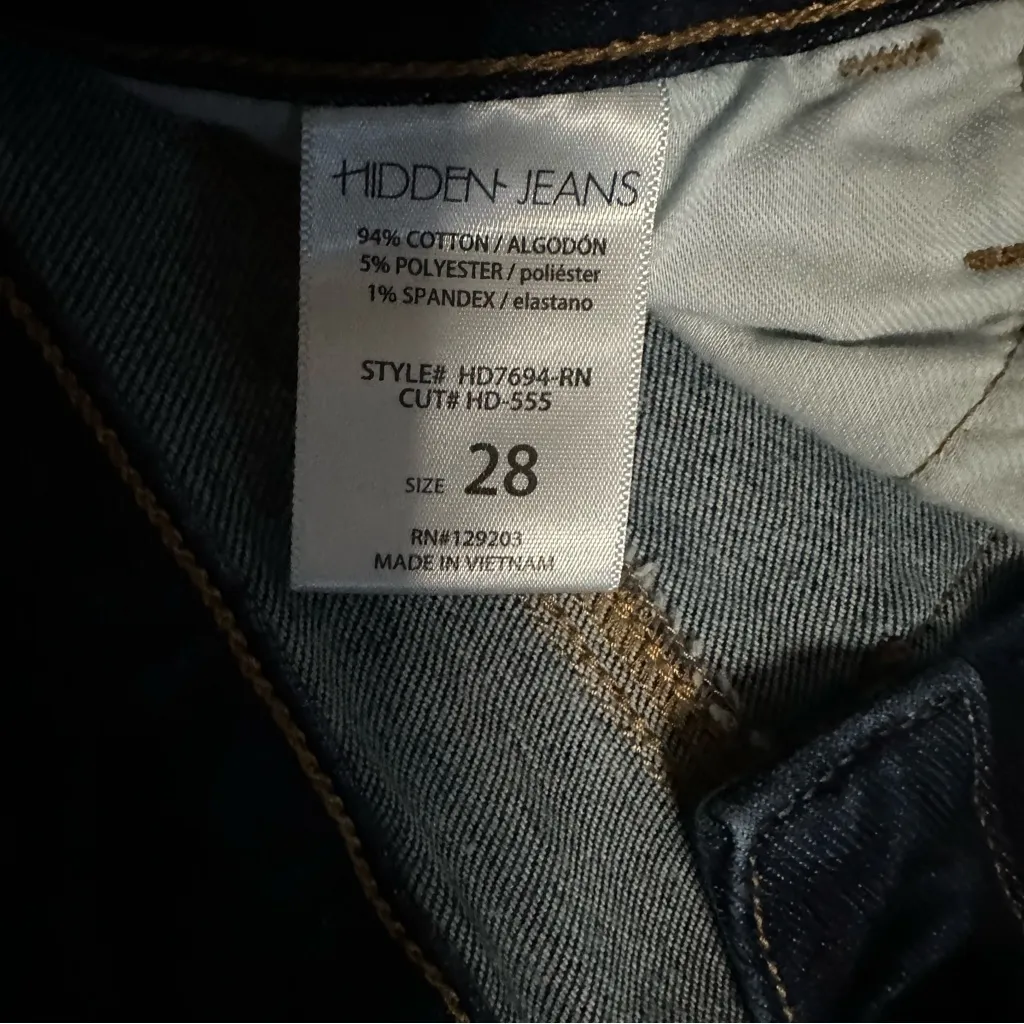 HIDDEN JEANS
94% COTTON / ALGODÓN
5% POLYESTER / poliéster
1% SPANDEX / elastano
STYLE# HD7694-RN
CUT# HD-555
SIZE 28
RN#129203
MADE IN VIETNAM